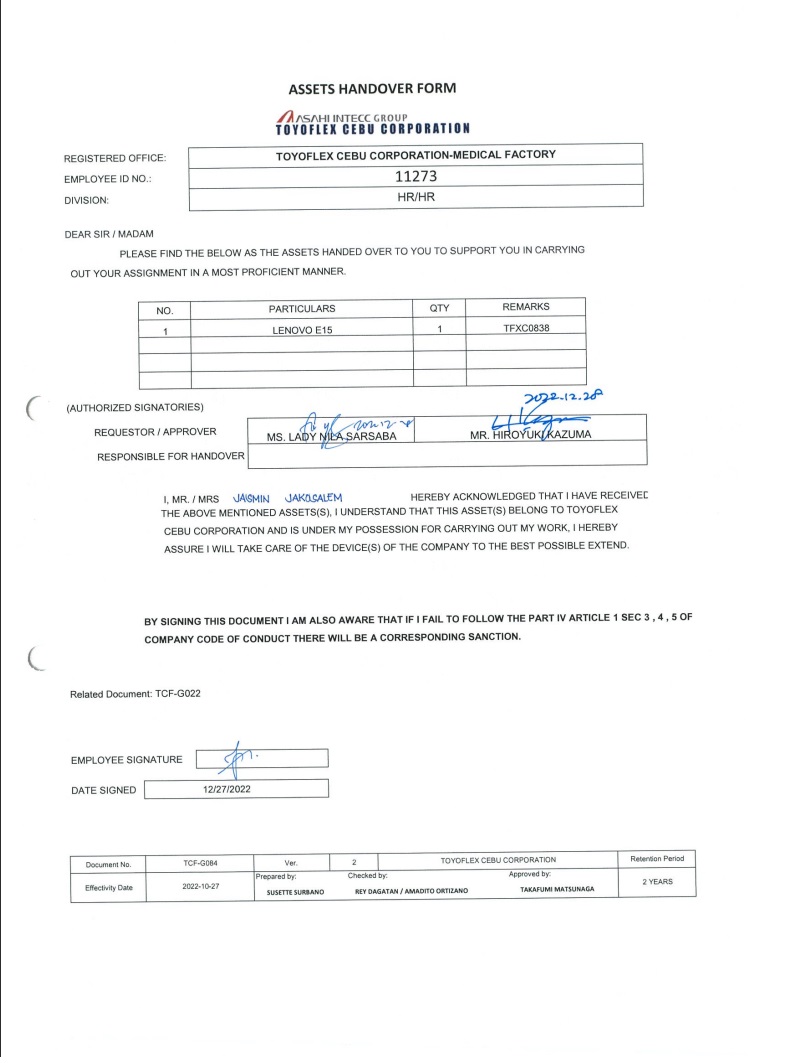 ASSETS HANDOVER FORM
ASAHI INTECC GROUP
TOYOFLEX CEBU CORPORATION
REGISTERED OFFICE: TOYOFLEX CEBU CORPORATION-MEDICAL FACTORY
EMPLOYEE ID NO.: 11273
DIVISION: HR/HR
DEAR SIR / MADAM
PLEASE FIND THE BELOW AS THE ASSETS HANDED OVER TO YOU TO SUPPORT YOU IN CARRYING
OUT YOUR ASSIGNMENT IN A MOST PROFICIENT MANNER.
NO. PARTICULARS QTY REMARKS
1 LENOVO E15 1 TFXC0838
2022.12.28
(AUTHORIZED SIGNATORIES)
REQUESTOR / APPROVER MS. LADY NILA SARSABA MR. HIROYUKI KAZUMA
RESPONSIBLE FOR HANDOVER
I, MR. / MRS JAISMIN JAKOSALEM HEREBY ACKNOWLEDGED THAT I HAVE RECEIVED
THE ABOVE MENTIONED ASSETS(S), I UNDERSTAND THAT THIS ASSET(S) BELONG TO TOYOFLEX
CEBU CORPORATION AND IS UNDER MY POSSESSION FOR CARRYING OUT MY WORK, I HEREBY
ASSURE I WILL TAKE CARE OF THE DEVICE(S) OF THE COMPANY TO THE BEST POSSIBLE EXTEND.
BY SIGNING THIS DOCUMENT I AM ALSO AWARE THAT IF I FAIL TO FOLLOW THE PART IV ARTICLE 1 SEC 3 , 4 , 5 OF
COMPANY CODE OF CONDUCT THERE WILL BE A CORRESPONDING SANCTION.
Related Document: TCF-G022
EMPLOYEE SIGNATURE
DATE SIGNED 12/27/2022
Document No. TCF-G084 Ver. 2 TOYOFLEX CEBU CORPORATION Retention Period
Effectivity Date 2022-10-27 Prepared by: Checked by: Approved by: 2 YEARS
SUSETTE SURBANO REY DAGATAN / AMADITO ORTIZANO TAKAFUMI MATSUNAGA